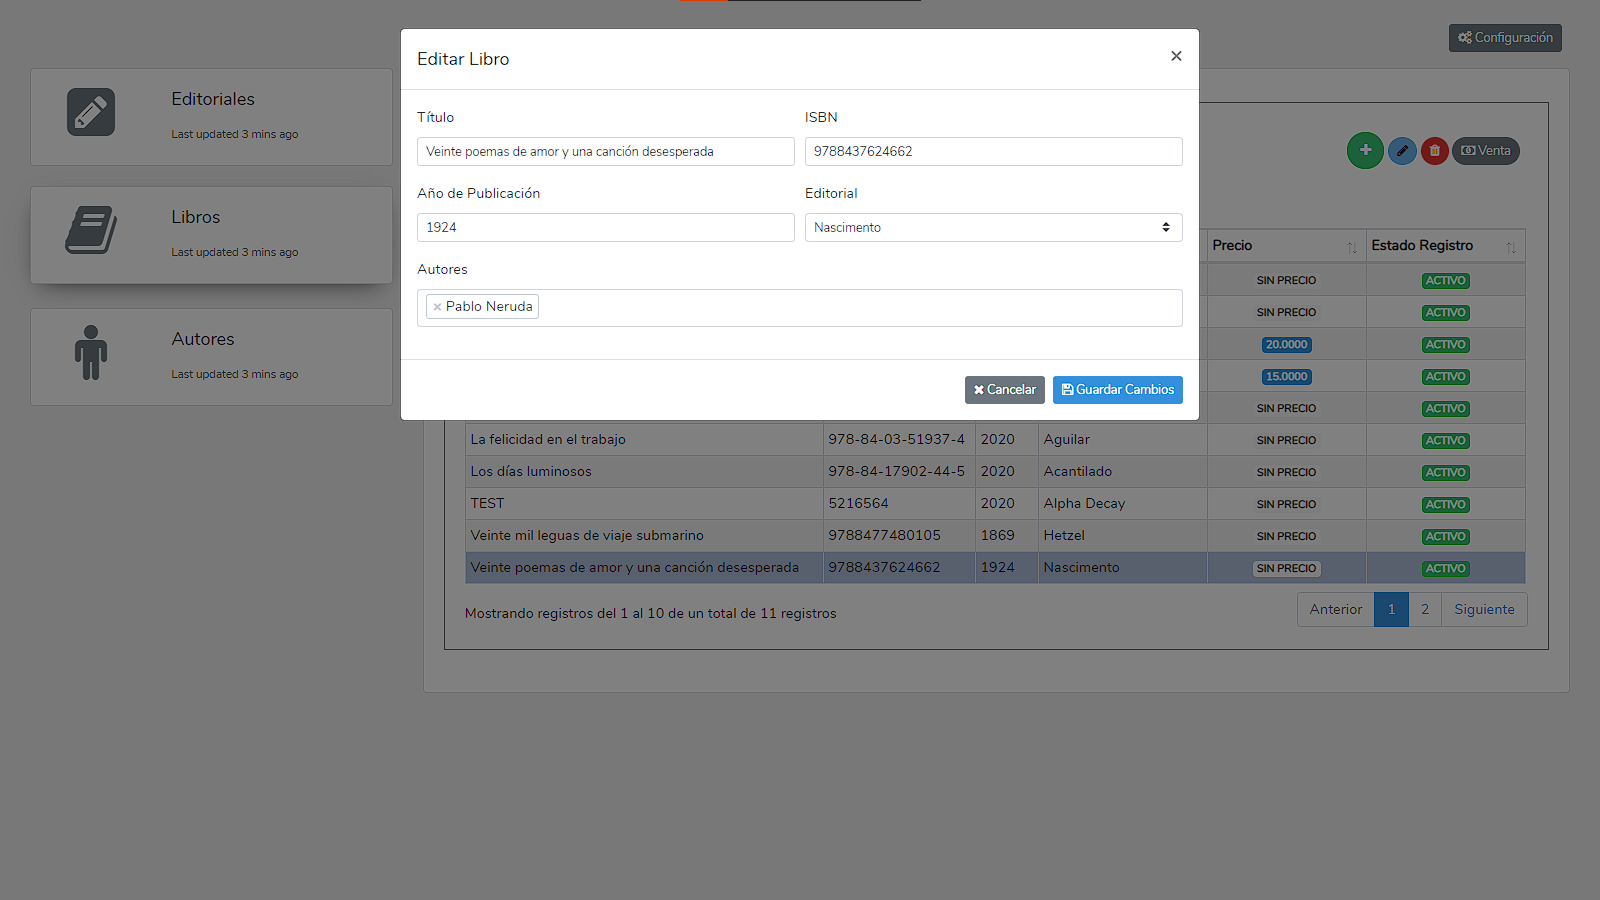 Configuración
Editar Libro
×
Editoriales
Last updated 3 mins ago
Libros
Last updated 3 mins ago
Autores
Last updated 3 mins ago
Título
ISBN
Veinte poemas de amor y una canción desesperada
9788437624662
Año de Publicación
Editorial
1924
Nascimento
Autores
× Pablo Neruda
Cancelar
Guardar Cambios
Venta
Precio
Estado Registro
SIN PRECIO
ACTIVO
SIN PRECIO
ACTIVO
20.0000
ACTIVO
15.0000
ACTIVO
SIN PRECIO
ACTIVO
La felicidad en el trabajo
978-84-03-51937-4
2020
Aguilar
SIN PRECIO
ACTIVO
Los días luminosos
978-84-17902-44-5
2020
Acantilado
SIN PRECIO
ACTIVO
TEST
5216564
2020
Alpha Decay
SIN PRECIO
ACTIVO
Veinte mil leguas de viaje submarino
9788477480105
1869
Hetzel
SIN PRECIO
ACTIVO
Veinte poemas de amor y una canción desesperada
9788437624662
1924
Nascimento
SIN PRECIO
ACTIVO
Mostrando registros del 1 al 10 de un total de 11 registros
Anterior
1
2
Siguiente